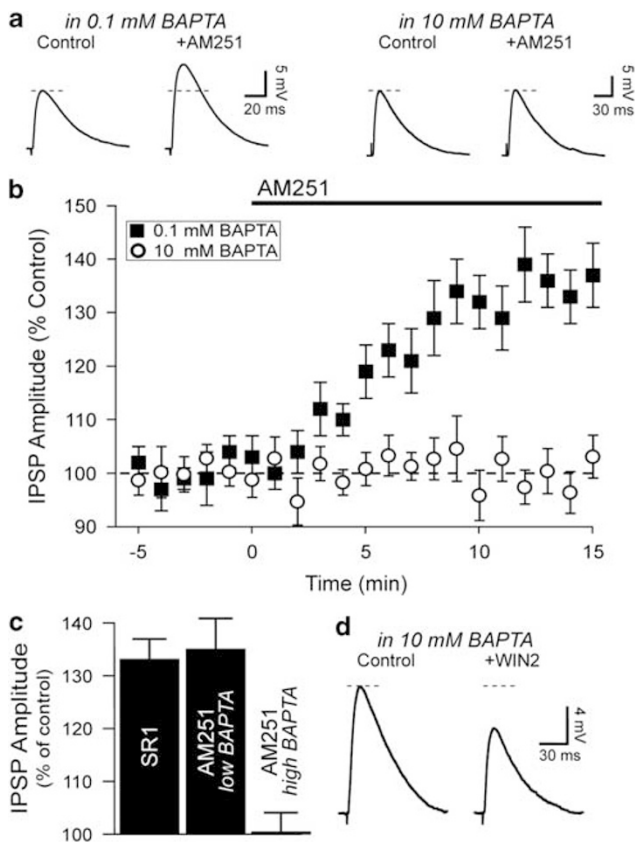 a
in 0.1 mM BAPTA
Control
+AM251
5 mV
20 ms
in 10 mM BAPTA
Control
+AM251
5 mV
30 ms
b
AM251
0.1 mM BAPTA
10 mM BAPTA
IPSP Amplitude (% Control)
150
140
130
120
110
100
90
-5
0
5
10
15
Time (min)
c
IPSP Amplitude
(% of control)
140
130
120
110
100
SR1
AM251
low BAPTA
AM251
high BAPTA
d
in 10 mM BAPTA
Control
+WIN2
4 mV
30 ms